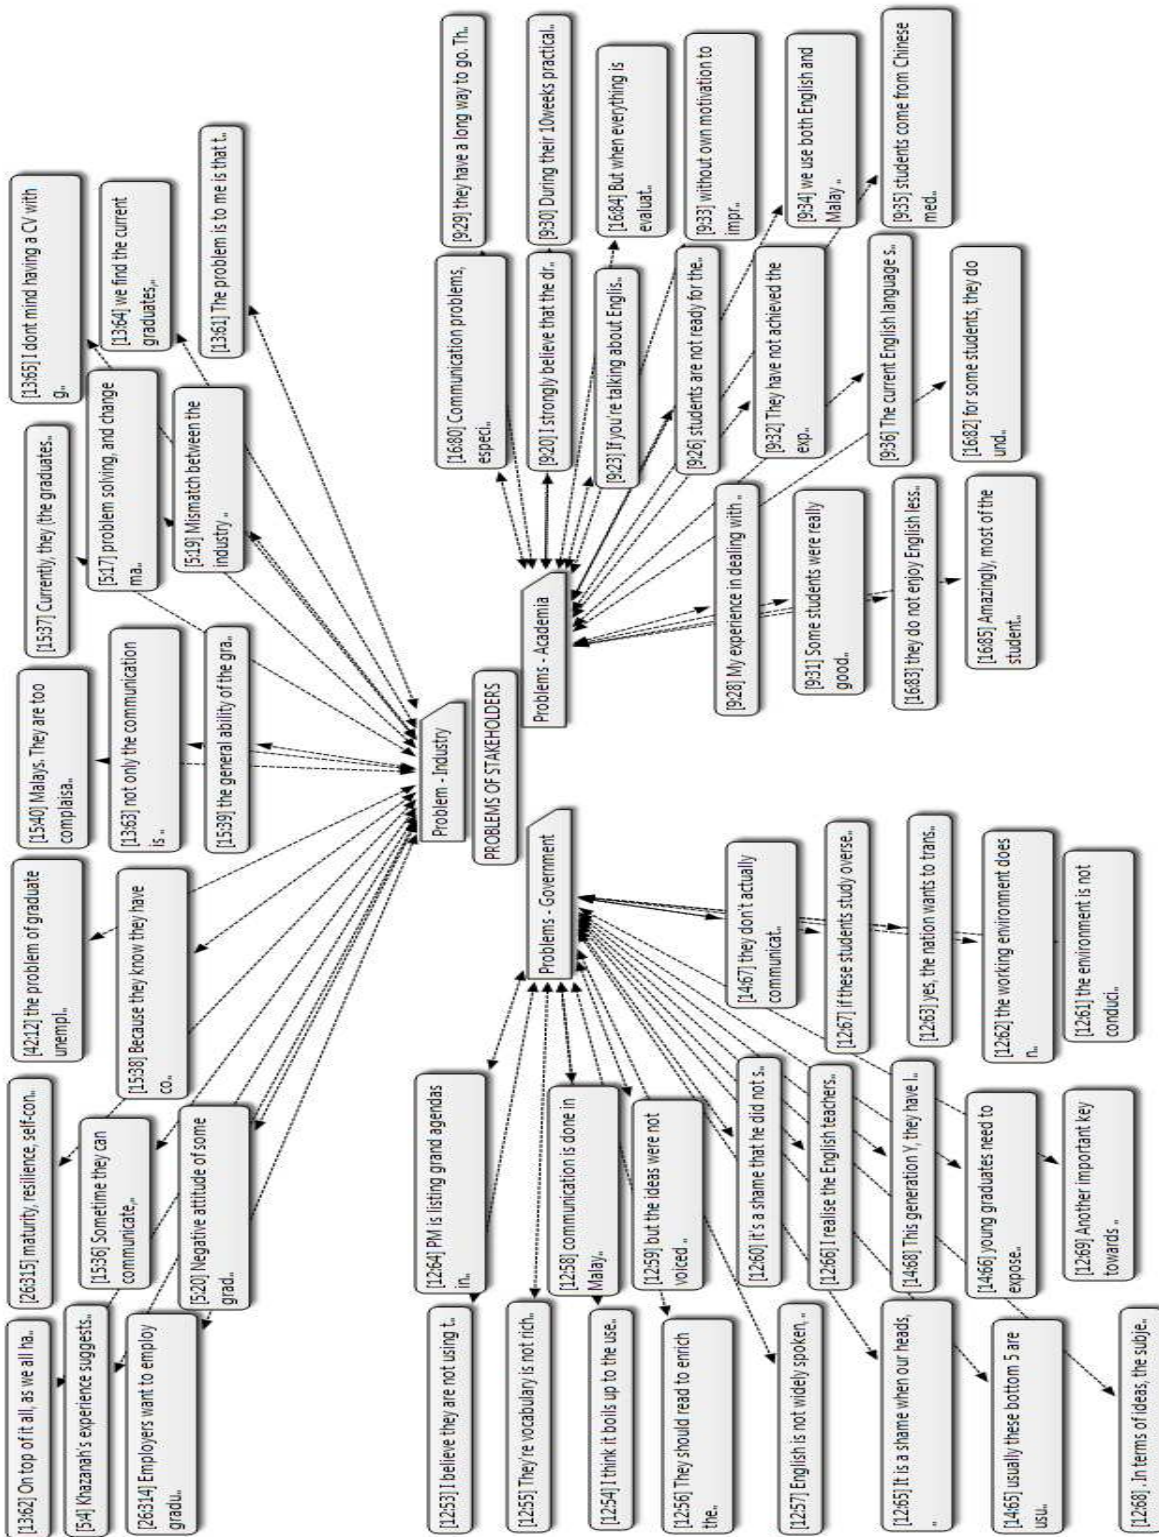 [13:62] On top of it all, as we all ha..
[5:4] Khazanah's experience suggests..
[26:314] Employers want to employ
gradu..
[26:315] maturity, resilience, self-con..
[15:36] Sometime they can
communicate,..
[5:20] Negative attitude of some
grad..
[42:12] the problem of graduate
unempl..
[15:38] Because they know they have
co..
[15:40] Malays. They are too
complaisa..
[13:63] not only the communication
is ..
[15:39] the general ability of the gra..
[15:37] Currently, they (the graduates..
[5:17] problem solving, and change
ma..
[5:19] Mismatch between the
industry ..
[13:65] I dont mind having a CV with
g..
[13:64] we find the current
graduates,..
[13:61] The problem is to me is that t..
Problem - Industry
PROBLEMS OF STAKEHOLDERS
Problems - Government
Problems - Academia
[12:53] I believe they are not using t..
[12:55] They're vocabulary is not rich..
[12:54] I think it boils up to the use..
[12:56] They should read to enrich
the..
[12:57] English is not widely spoken, ..
[12:65] It is a shame when our heads,
..
[14:65] usually these bottom 5 are
usu..
[12:68] . In terms of ideas, the subje..
[12:64] PM is listing grand agendas
in..
[12:58] communication is done in
Malay..
[12:59] but the ideas were not
voiced ..
[12:60] it's a shame that he did not s..
[12:66] I realise the English teachers..
[14:68] This generation Y, they have l..
[14:66] young graduates need to
expose..
[12:69] Another important key
towards ..
[14:67] they don't actually
communicat..
[12:67] if these students study overse..
[12:63] yes, the nation wants to trans..
[12:62] the working environment does
n..
[12:61] the environment is not
conduci..
[9:28] My experience in dealing with ..
[9:31] Some students were really
good..
[16:83] they do not enjoy English less..
[16:85] Amazingly, most of the
student..
[16:80] Communication problems,
especi..
[9:20] I strongly believe that the dr..
[9:23] If you're talking about Englis..
[9:26] students are not ready for the..
[9:32] They have not achieved the
exp..
[9:36] The current English language s..
[16:82] for some students, they do
und..
[9:29] they have a long way to go. Th..
[9:30] During their 10weeks practical..
[16:84] But when everything is
evaluat..
[9:33] without own motivation to
impr..
[9:34] we use both English and
Malay ..
[9:35] students come from Chinese
med..